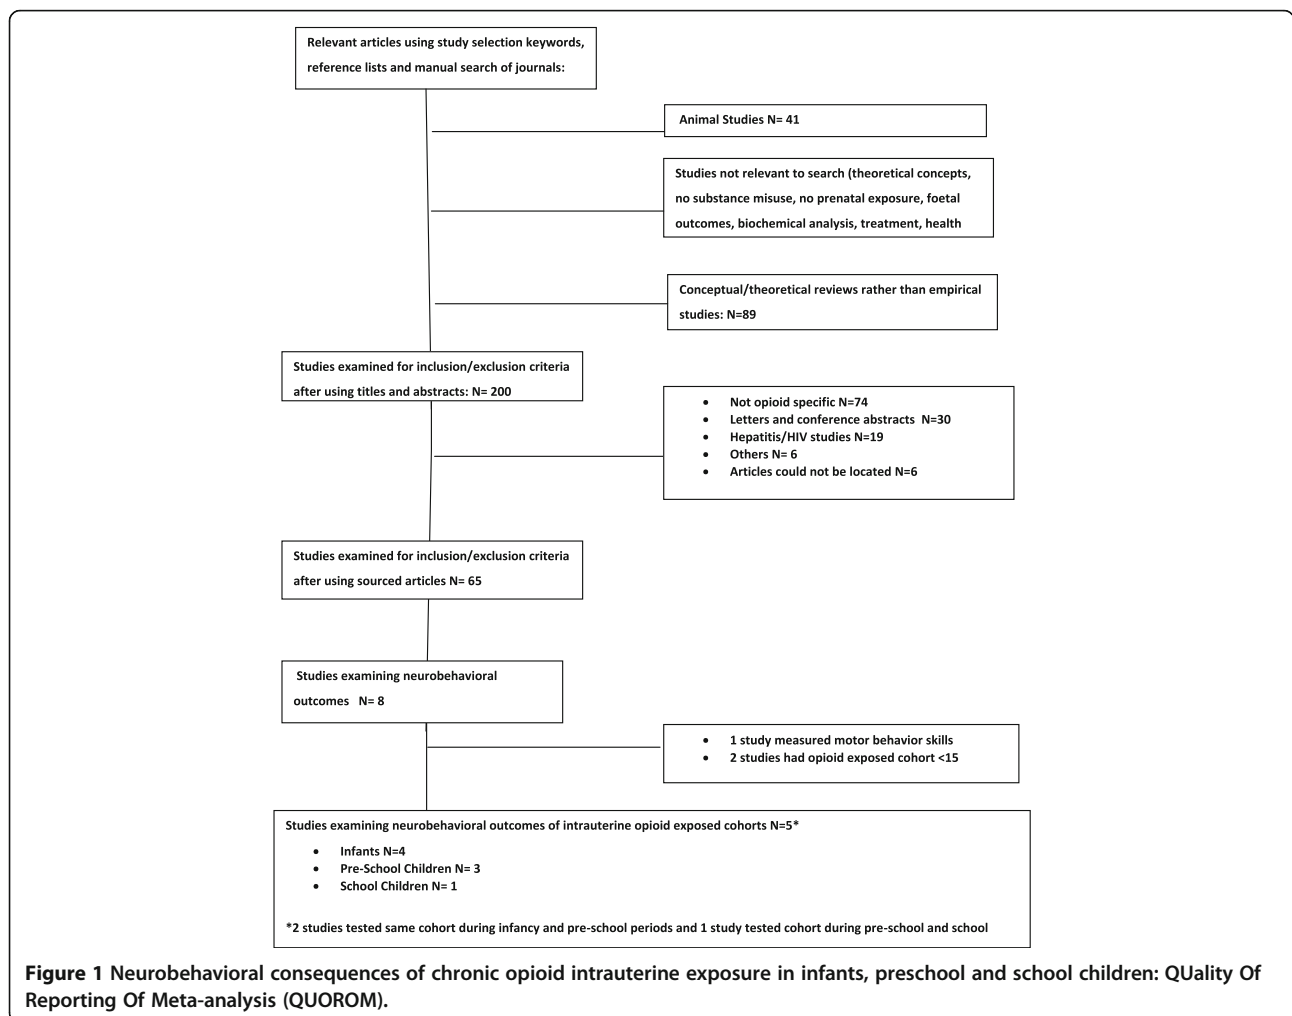 Relevant articles using study selection keywords,
reference lists and manual search of journals:
Animal Studies N= 41
Studies not relevant to search (theoretical concepts,
no substance misuse, no prenatal exposure, foetal
outcomes, biochemical analysis, treatment, health
Conceptual/theoretical reviews rather than empirical
studies: N=89
Studies examined for inclusion/exclusion criteria
after using titles and abstracts: N= 200
• Not opioid specific N=74
• Letters and conference abstracts N=30
• Hepatitis/HIV studies N=19
• Others N= 6
• Articles could not be located N=6
Studies examined for inclusion/exclusion criteria
after using sourced articles N= 65
Studies examining neurobehavioral
outcomes N= 8
• 1 study measured motor behavior skills
• 2 studies had opioid exposed cohort <15
Studies examining neurobehavioral outcomes of intrauterine opioid exposed cohorts N=5*
• Infants N=4
• Pre-School Children N= 3
• School Children N= 1
*2 studies tested same cohort during infancy and pre-school periods and 1 study tested cohort during pre-school and school
Figure 1 Neurobehavioral consequences of chronic opioid intrauterine exposure in infants, preschool and school children: QUality Of
Reporting Of Meta-analysis (QUOROM).